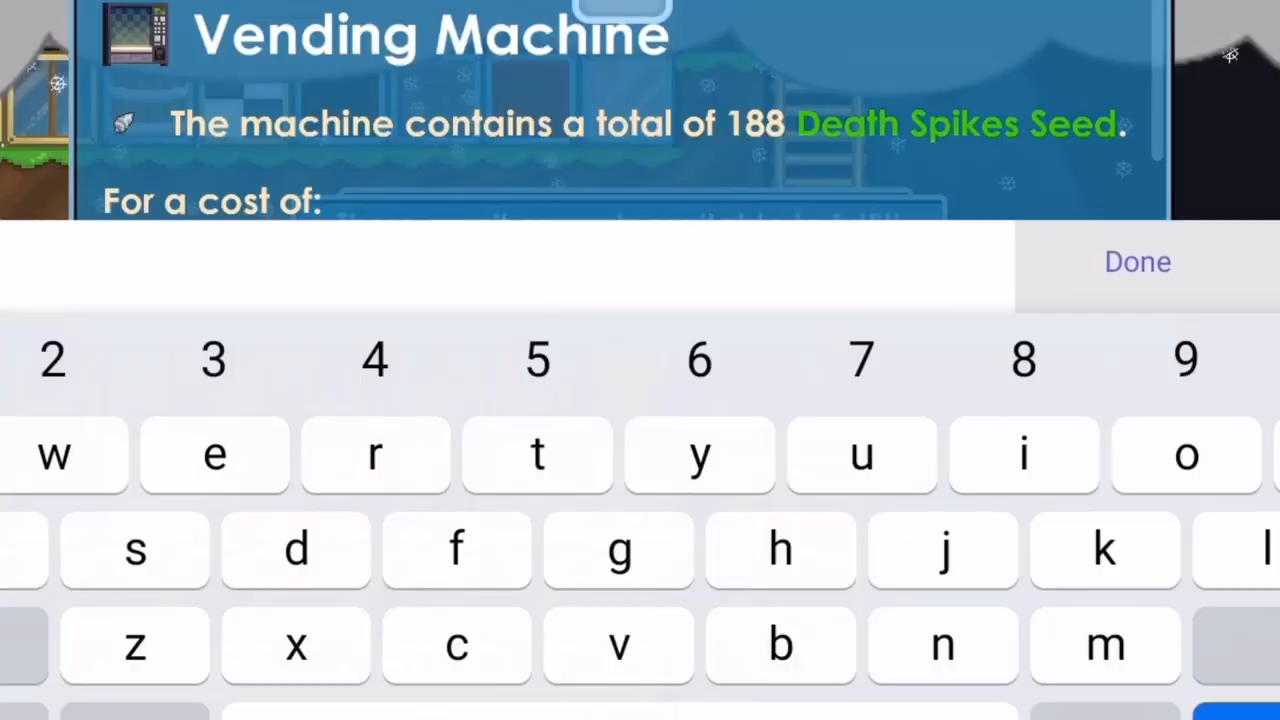 Vending Machine
The machine contains a total of 188 Death Spikes Seed.
For a cost of:
Done
2 3 4 5 6 7 8 9
w e r t y u i o
s d f g h j k l
z x c v b n m